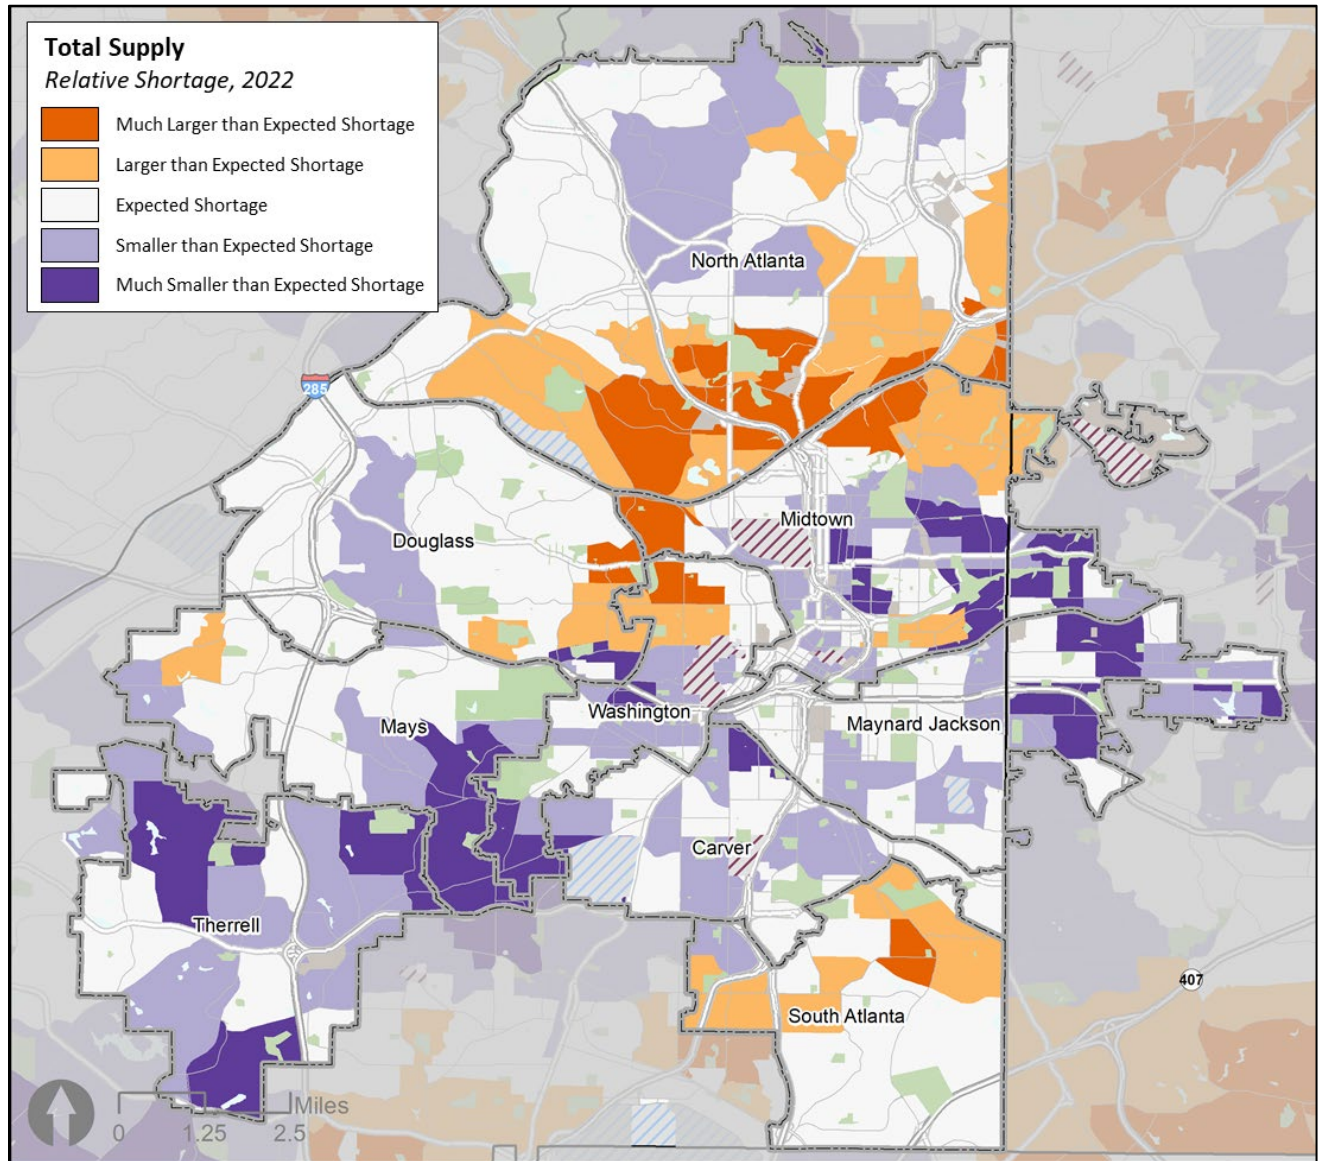 Total Supply
Relative Shortage, 2022
Much Larger than Expected Shortage
Larger than Expected Shortage
Expected Shortage
Smaller than Expected Shortage
Much Smaller than Expected Shortage
North Atlanta
285
Midtown
Douglass
Washington
Mays
Maynard Jackson
Carver
Therrell
407
South Atlanta
Miles
0 1.25 2.5